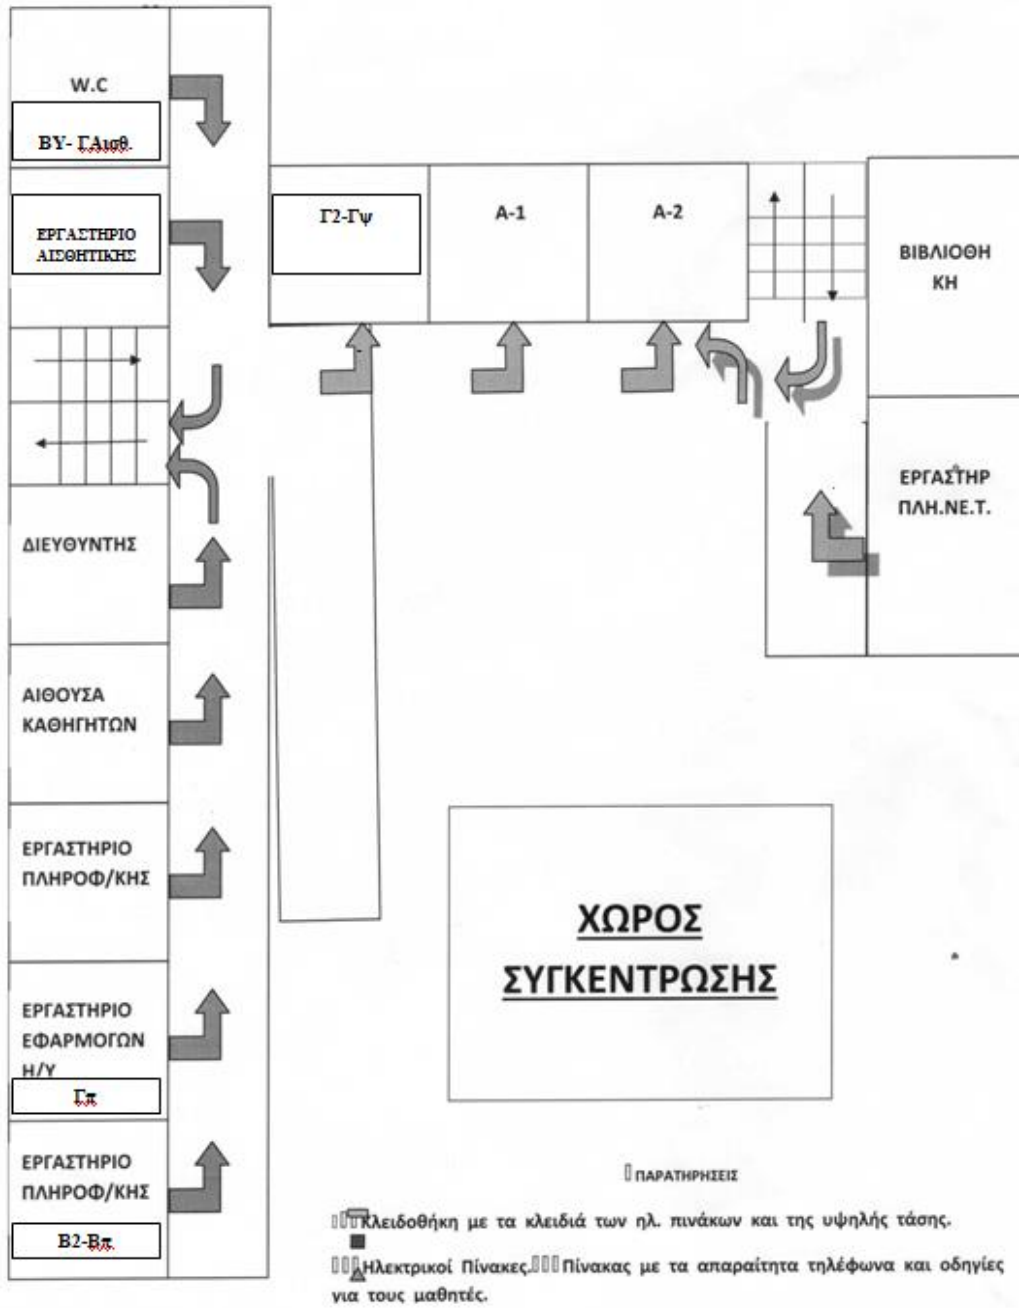 W.C
ΒΥ- ΓΑισθ.
ΕΡΓΑΣΤΗΡΙΟ
ΑΙΣΘΗΤΙΚΗΣ
Γ2-Γψ
Α-1
Α-2
ΒΙΒΛΙΟΘΗ
ΚΗ
ΕΡΓΑΣΤΗΡ
ΠΛΗ.ΝΕ.Τ.
ΔΙΕΥΘΥΝΤΗΣ
ΑΙΘΟΥΣΑ
ΚΑΘΗΓΗΤΩΝ
ΕΡΓΑΣΤΗΡΙΟ
ΠΛΗΡΟΦ/ΚΗΣ
ΕΡΓΑΣΤΗΡΙΟ
ΕΦΑΡΜΟΓΩΝ
Η/Υ
Γπ
ΕΡΓΑΣΤΗΡΙΟ
ΠΛΗΡΟΦ/ΚΗΣ
Β2-Βπ
ΧΩΡΟΣ
ΣΥΓΚΕΝΤΡΩΣΗΣ
ΠΑΡΑΤΗΡΗΣΕΙΣ
Κλειδοθήκη με τα κλειδιά των ηλ. πινάκων και της υψηλής τάσης.
Ηλεκτρικοί Πίνακες. Πίνακας με τα απαραίτητα τηλέφωνα και οδηγίες
για τους μαθητές.